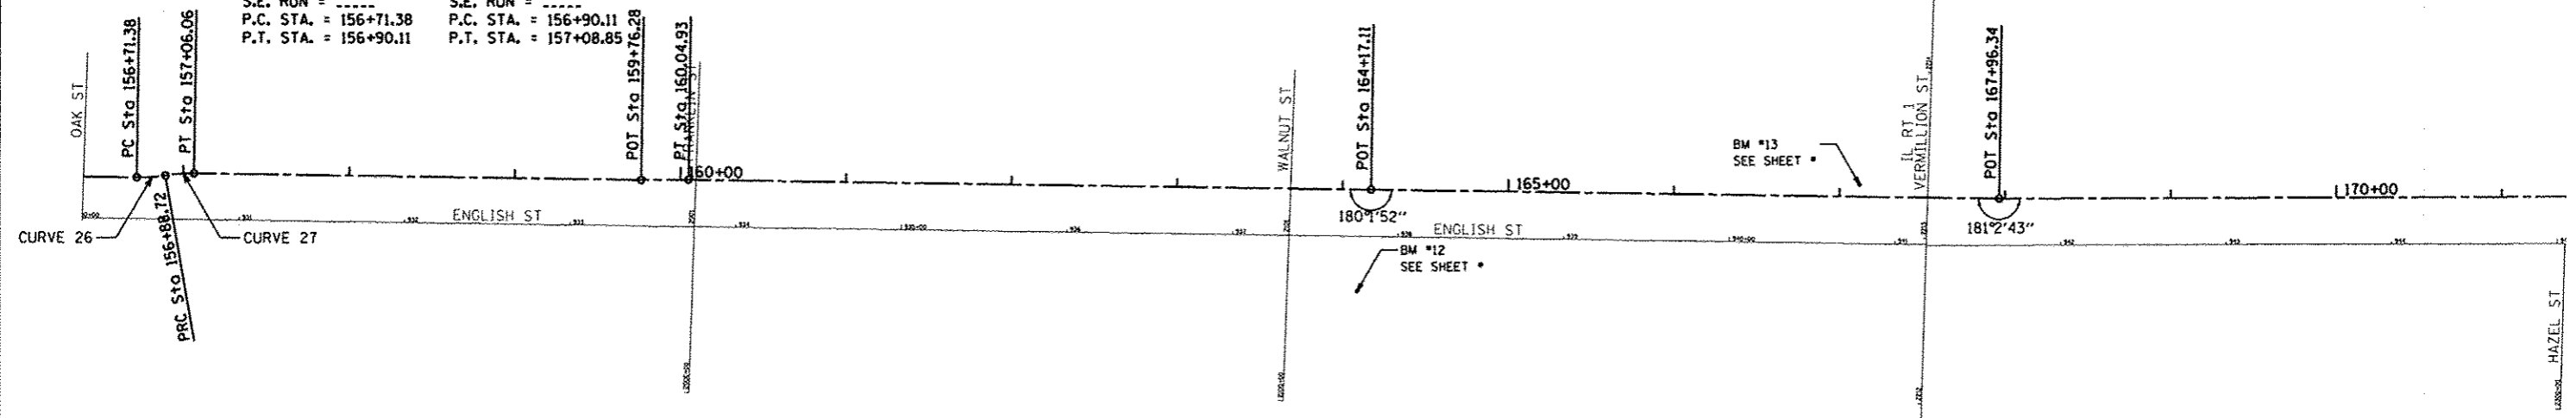 S.E. RUN = _____ S.E. RUN = _____
P.C. STA. = 156+71.38 P.C. STA. = 156+90.11
P.T. STA. = 156+90.11 P.T. STA. = 157+08.85
OAK ST
PC Sta 156+71.38
PT Sta 157+06.06
POT Sta 159+76.28
PT Sta 160.04.93
WALNUT ST
POT Sta 164+17.11
BM #13
SEE SHEET *
IL RT 1
VERMILLION ST
POT Sta 167+96.34
160+00
165+00
170+00
CURVE 26
PRC Sta 156+88.72
CURVE 27
ENGLISH ST
180°1'52"
ENGLISH ST
181°2'43"
BM #12
SEE SHEET *
HAZEL ST